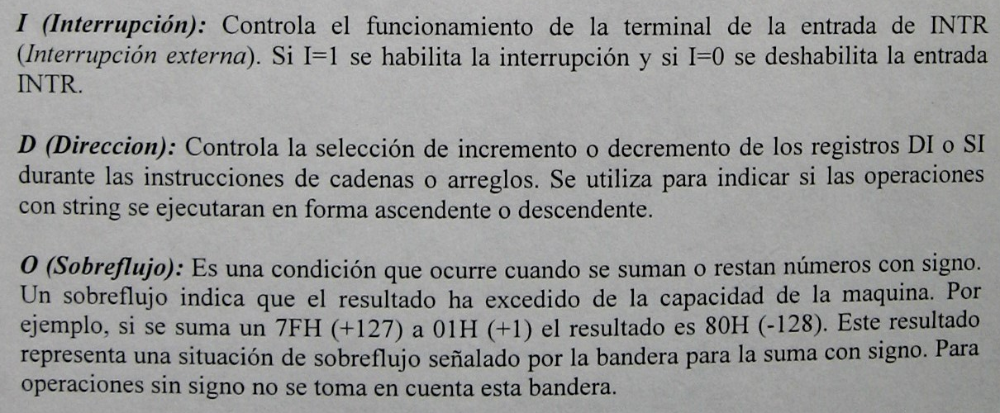 I (Interrupción): Controla el funcionamiento de la terminal de la entrada de INTR
(Interrupción externa). Si I=1 se habilita la interrupción y si I=0 se deshabilita la entrada
INTR.
D (Direccion): Controla la selección de incremento o decremento de los registros DI o SI
durante las instrucciones de cadenas o arreglos. Se utiliza para indicar si las operaciones
con string se ejecutaran en forma ascendente o descendente.
O (Sobreflujo): Es una condición que ocurre cuando se suman o restan números con signo.
Un sobreflujo indica que el resultado ha excedido de la capacidad de la maquina. Por
ejemplo, si se suma un 7FH (+127) a 01H (+1) el resultado es 80H (-128). Este resultado
representa una situación de sobreflujo señalado por la bandera para la suma con signo. Para
operaciones sin signo no se toma en cuenta esta bandera.